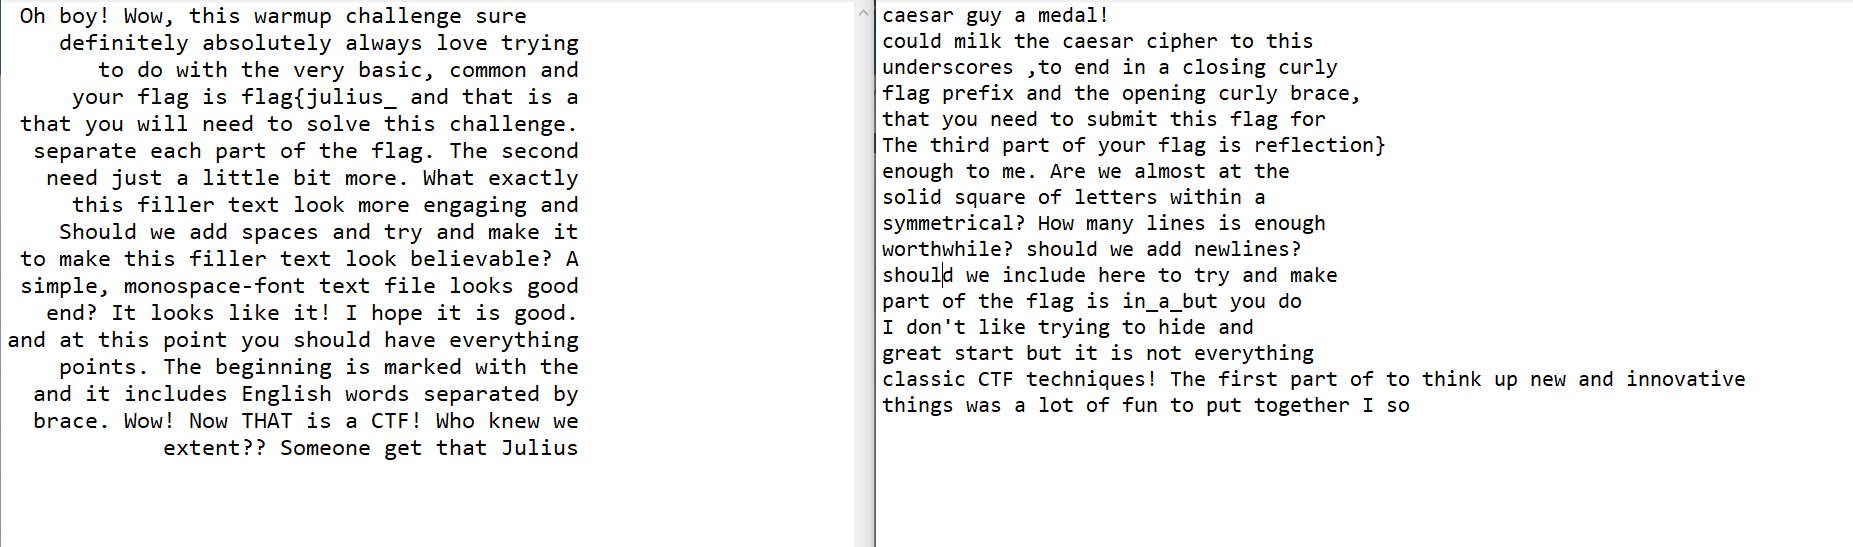 Oh boy! Wow, this warmup challenge sure
definitely absolutely always love trying
to do with the very basic, common and
your flag is flag{julius_ and that is a
that you will need to solve this challenge.
separate each part of the flag. The second
need just a little bit more. What exactly
this filler text look more engaging and
Should we add spaces and try and make it
to make this filler text look believable? A
simple, monospace-font text file looks good
end? It looks like it! I hope it is good.
and at this point you should have everything
points. The beginning is marked with the
and it includes English words separated by
brace. Wow! Now THAT is a CTF! Who knew we
extent?? Someone get that Julius
caesar guy a medal!
could milk the caesar cipher to this
underscores ,to end in a closing curly
flag prefix and the opening curly brace,
that you need to submit this flag for
The third part of your flag is reflection}
enough to me. Are we almost at the
solid square of letters within a
symmetrical? How many lines is enough
worthwhile? should we add newlines?
should we include here to try and make
part of the flag is in_a_but you do
I don't like trying to hide and
great start but it is not everything
classic CTF techniques! The first part of to think up new and innovative
things was a lot of fun to put together I so